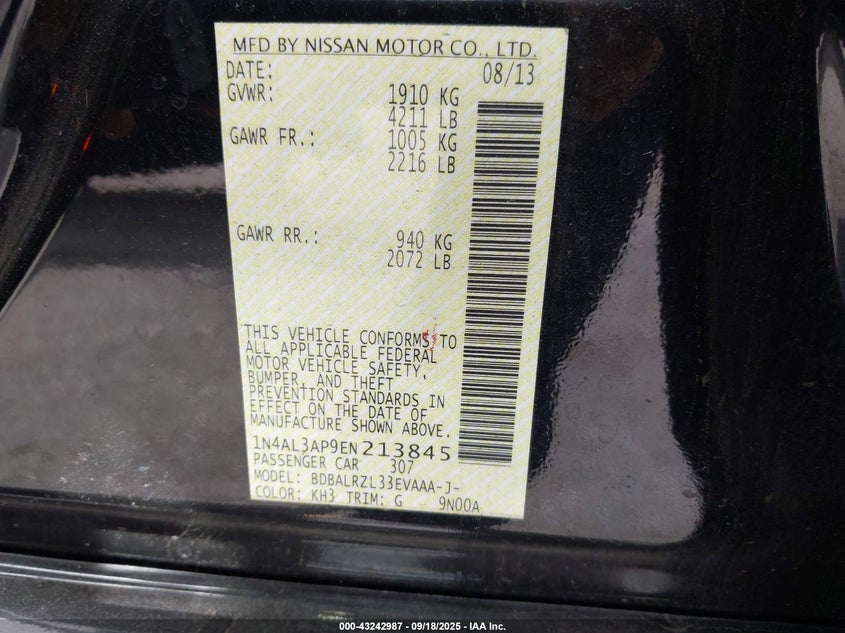 MFD BY NISSAN MOTOR CO., LTD.
DATE: 08/13
GVWR: 1910 KG
4211 LB
GAWR FR.: 1005 KG
2216 LB
GAWR RR.: 940 KG
2072 LB
THIS VEHICLE CONFORMS TO
ALL APPLICABLE FEDERAL
MOTOR VEHICLE SAFETY,
BUMPER, AND THEFT
PREVENTION STANDARDS IN
EFFECT ON THE DATE OF
MANUFACTURE SHOWN ABOVE.
1N4AL3AP9EN213845
PASSENGER CAR 307
MODEL: BDBALRZL33EVAAA-J-
COLOR: KH3 TRIM: G 9N00A
000-43242987 - 09/18/2025 - IAA Inc.